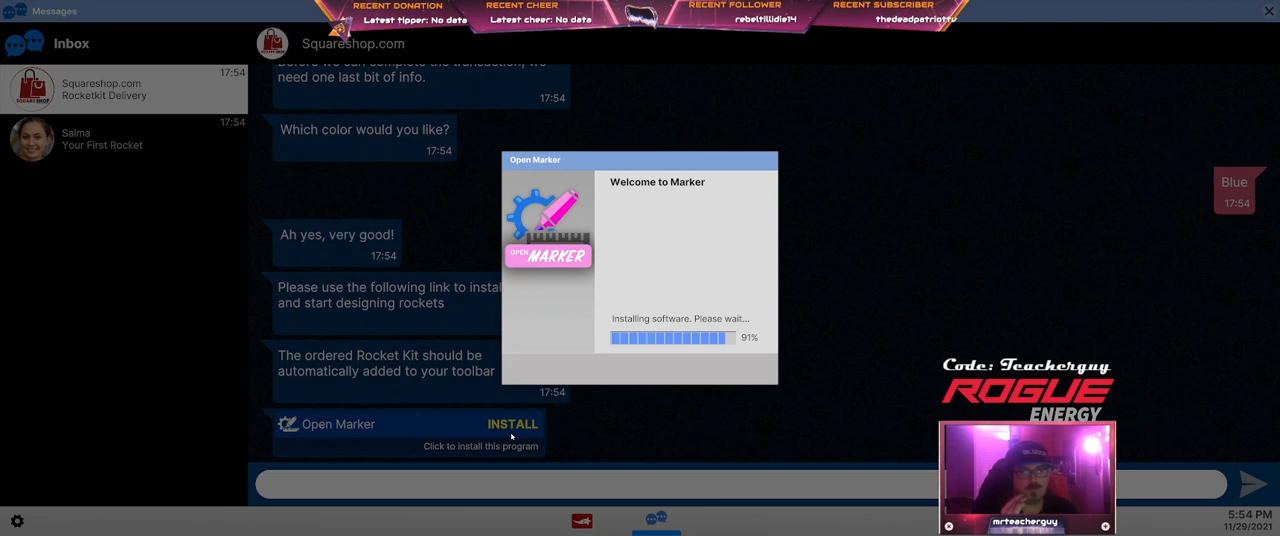 Messages
RECENT DONATION
Latest tipper: No data
RECENT CHEER
Latest cheer: No data
RECENT FOLLOWER
rebeltillidie14
RECENT SUBSCRIBER
thedeadpatriottv
Inbox
Squareshop.com
17:54
SQUARE SHOP
Squareshop.com
Rocketkit Delivery
17:54
Salma
Your First Rocket
need one last bit of info.
17:54
Which color would you like?
17:54
Blue
17:54
Ah yes, very good!
17:54
Please use the following link to instal
and start designing rockets
The ordered Rocket Kit should be
automatically added to your toolbar
17:54
Open Marker
INSTALL
Click to install this program
Open Marker
OPEN MARKER
Welcome to Marker
Installing software. Please wait...
91%
Code: Teacherguy
ROGUE
ENERGY
mrteacherguy
5:54 PM
11/29/2021